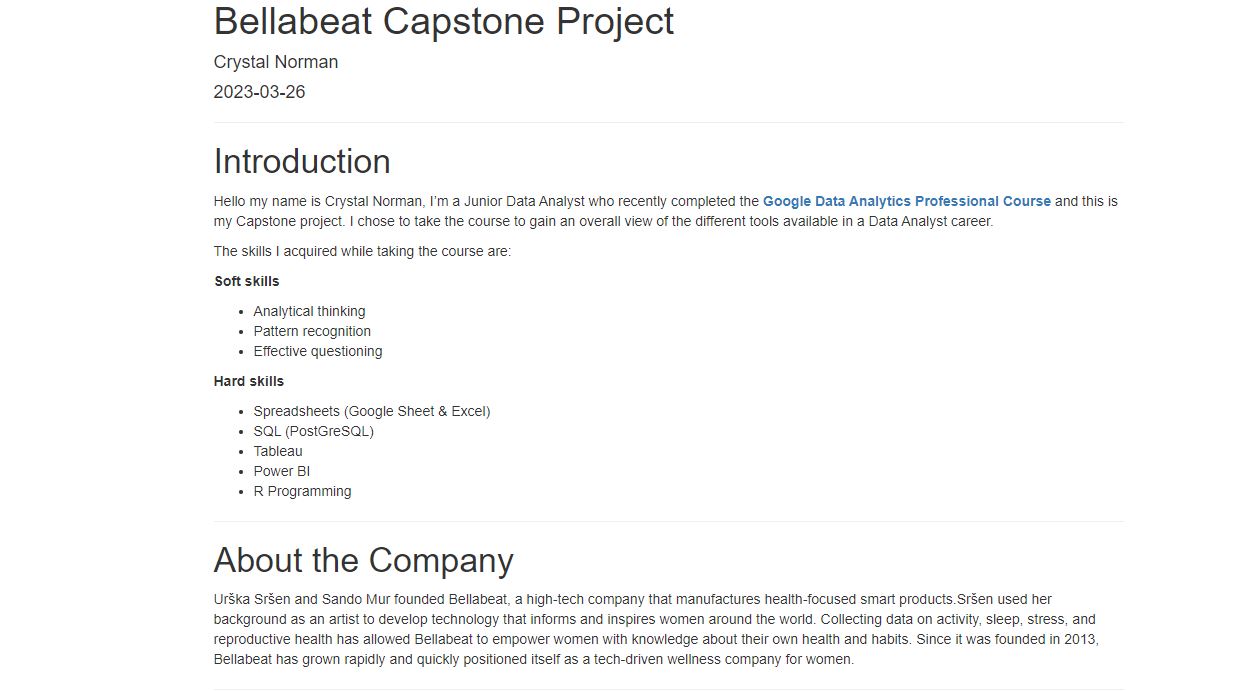 Bellabeat Capstone Project
Crystal Norman
2023-03-26
Introduction
Hello my name is Crystal Norman, I’m a Junior Data Analyst who recently completed the Google Data Analytics Professional Course and this is
my Capstone project. I chose to take the course to gain an overall view of the different tools available in a Data Analyst career.
The skills I acquired while taking the course are:
Soft skills
• Analytical thinking
• Pattern recognition
• Effective questioning
Hard skills
• Spreadsheets (Google Sheet & Excel)
• SQL (PostGreSQL)
• Tableau
• Power BI
• R Programming
About the Company
Urška Sršen and Sando Mur founded Bellabeat, a high-tech company that manufactures health-focused smart products.Sršen used her
background as an artist to develop technology that informs and inspires women around the world. Collecting data on activity, sleep, stress, and
reproductive health has allowed Bellabeat to empower women with knowledge about their own health and habits. Since it was founded in 2013,
Bellabeat has grown rapidly and quickly positioned itself as a tech-driven wellness company for women.